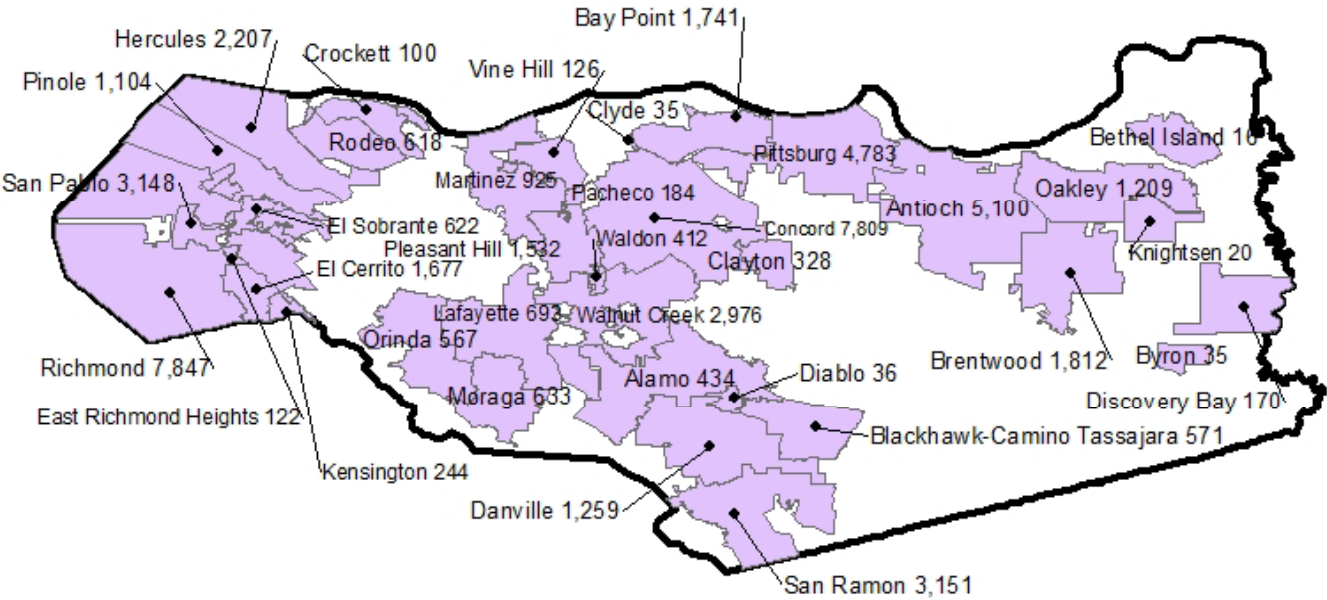 Bay Point 1,741
Hercules 2,207
Crockett 100
Vine Hill 126
Pinole 1,104
Clyde 35
Rodeo 618
Bethel Island 16
Pittsburg 4,783
San Pablo 3,148
Martinez 925
Pacheco 184
Oakley 1,209
Antioch 5,100
El Sobrante 622
Concord 7,809
Waldon 412
Pleasant Hill 1,532
Knightsen 20
El Cerrito 1,677
Clayton 328
Lafayette 693
Walnut Creek 2,976
Orinda 567
Richmond 7,847
Brentwood 1,812
Byron 35
Diablo 36
Alamo 434
Moraga 633
Discovery Bay 170
East Richmond Heights 122
Blackhawk-Camino Tassajara 571
Kensington 244
Danville 1,259
San Ramon 3,151